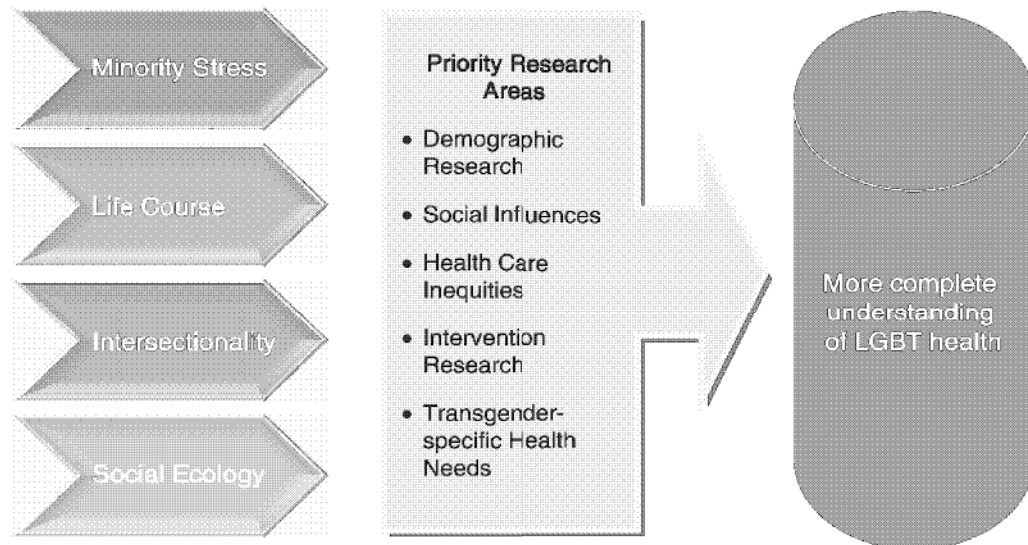 Minority Stress
Life Course
Intersectionality
Social Ecology
Priority Research
Areas
• Demographic
Research
• Social Influences
• Health Care
Inequities
• Intervention
Research
• Transgender-
specific Health
Needs
More complete
understanding
of LGBT health